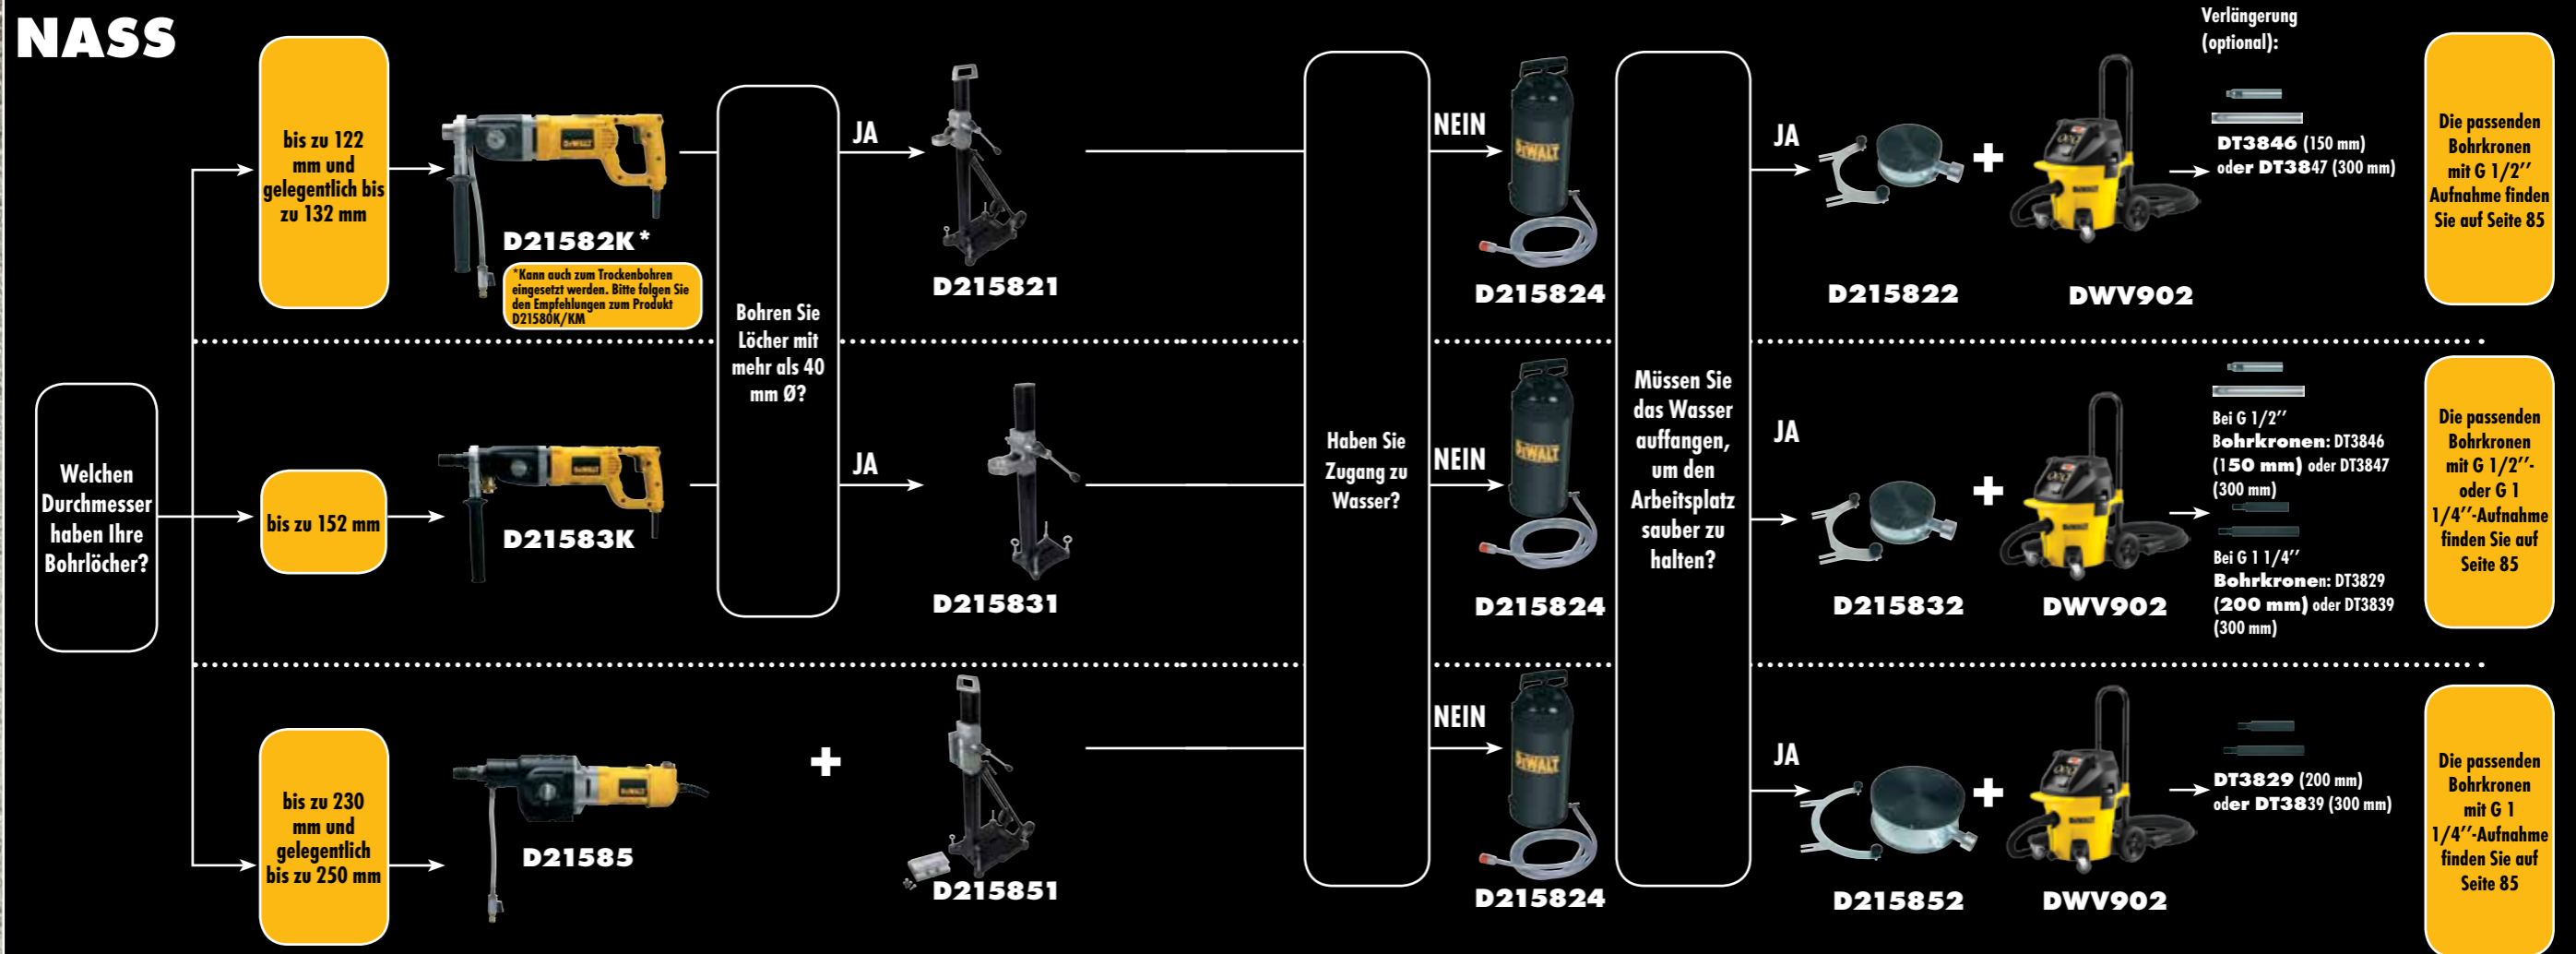 NASS
Welchen
Durchmesser
haben Ihre
Bohrlöcher?
bis zu 122
mm und
gelegentlich bis
zu 132 mm
DeWALT
D21582K*
*Kann auch zum Trockenbohren
eingesetzt werden. Bitte folgen Sie
den Empfehlungen zum Produkt
D21580K/KM
bis zu 152 mm
DeWALT
D21583K
bis zu 230
mm und
gelegentlich
bis zu 250 mm
DeWALT
D21585
+
Bohren Sie
Löcher mit
mehr als 40
mm Ø?
JA
D215821
JA
D215831
D215851
Haben Sie
Zugang zu
Wasser?
NEIN
DeWALT
D215824
NEIN
DeWALT
D215824
NEIN
DeWALT
D215824
Müssen Sie
das Wasser
auffangen,
um den
Arbeitsplatz
sauber zu
halten?
JA
D215822
+
DeWALT
DWV902
JA
D215832
+
DeWALT
DWV902
JA
D215852
+
DeWALT
DWV902
Verlängerung
(optional):
DT3846 (150 mm)
oder DT3847 (300 mm)
Bei G 1/2’’
Bohrkronen: DT3846
(150 mm) oder DT3847
(300 mm)
Bei G 1 1/4’’
Bohrkronen: DT3829
(200 mm) oder DT3839
(300 mm)
DT3829 (200 mm)
oder DT3839 (300 mm)
Die passenden
Bohrkronen
mit G 1/2’’
Aufnahme finden
Sie auf Seite 85
Die passenden
Bohrkronen
mit G 1/2’’-
oder G 1
1/4’’-Aufnahme
finden Sie auf
Seite 85
Die passenden
Bohrkronen
mit G 1
1/4’’-Aufnahme
finden Sie auf
Seite 85